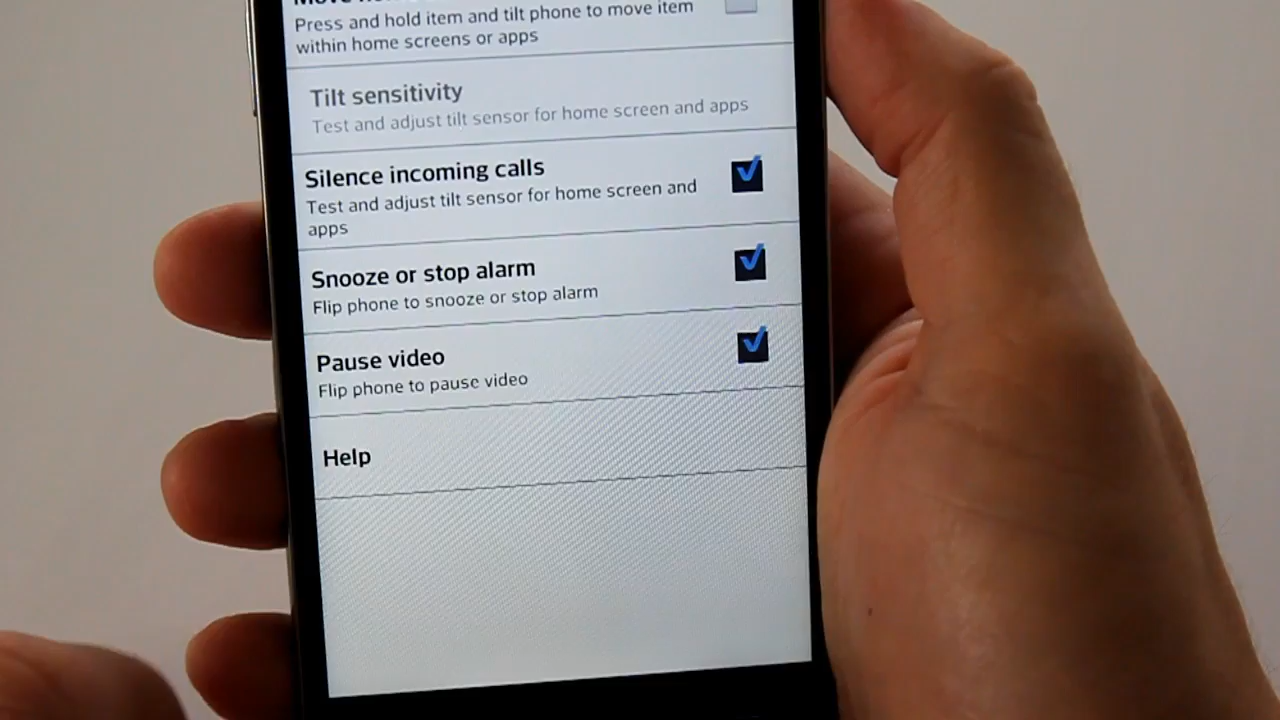 Press and hold item and tilt phone to move item
within home screens or apps
Tilt sensitivity
Test and adjust tilt sensor for home screen and apps
Silence incoming calls
Test and adjust tilt sensor for home screen and
apps
Snooze or stop alarm
Flip phone to snooze or stop alarm
Pause video
Flip phone to pause video
Help